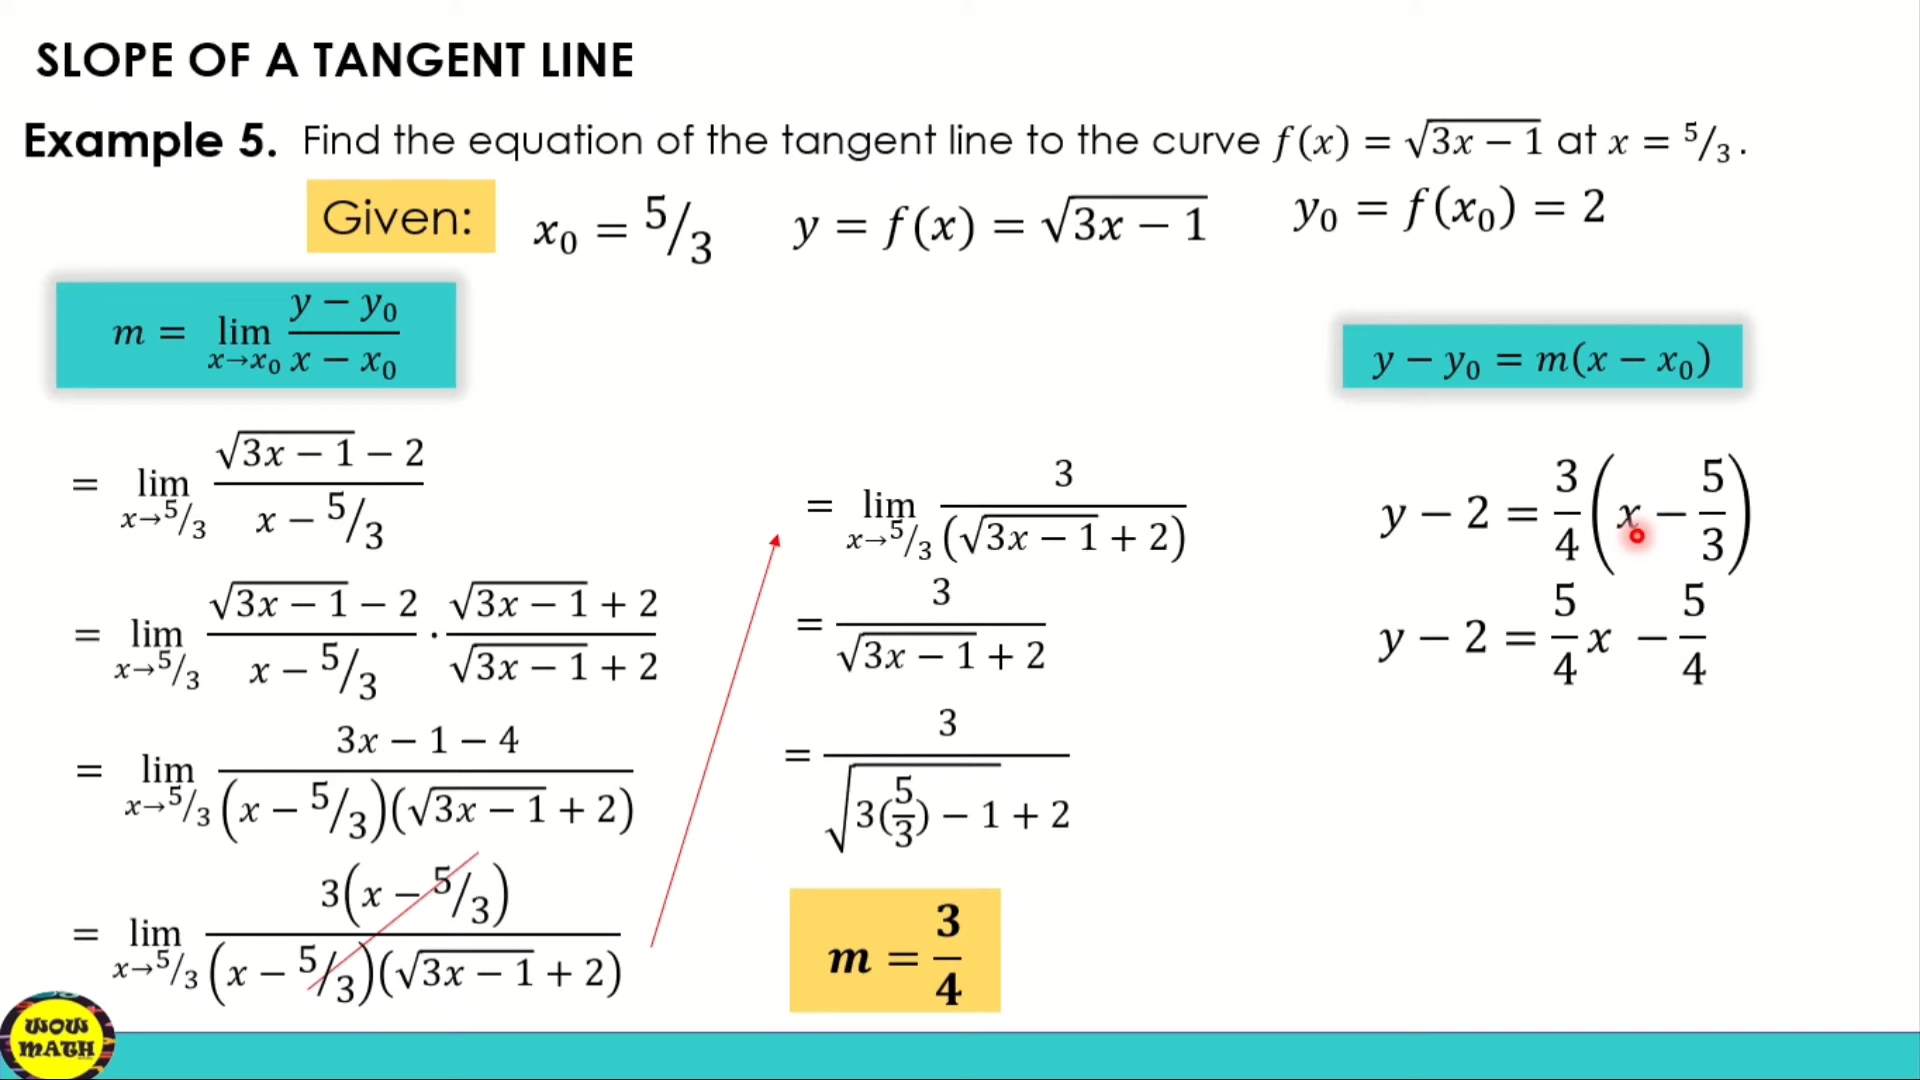 SLOPE OF A TANGENT LINE
Example 5. Find the equation of the tangent line to the curve f(x) = √(3x − 1) at x = 5/3.
Given: x₀ = 5/3 y = f(x) = √(3x − 1) y₀ = f(x₀) = 2
m = lim x→x₀ (y − y₀)/(x − x₀)
= lim x→5/3 (√(3x − 1) − 2)/(x − 5/3)
= lim x→5/3 (√(3x − 1) − 2)/(x − 5/3) · (√(3x − 1) + 2)/(√(3x − 1) + 2)
= lim x→5/3 (3x − 1 − 4)/((x − 5/3)(√(3x − 1) + 2))
= lim x→5/3 3(x − 5/3)/((x − 5/3)(√(3x − 1) + 2))
= lim x→5/3 3/(√(3x − 1) + 2)
= 3/(√(3x − 1) + 2)
= 3/(√(3(5/3) − 1) + 2)
m = 3/4
y − y₀ = m(x − x₀)
y − 2 = 3/4 (x − 5/3)
y − 2 = 5/4 x − 5/4
WOW
MATH